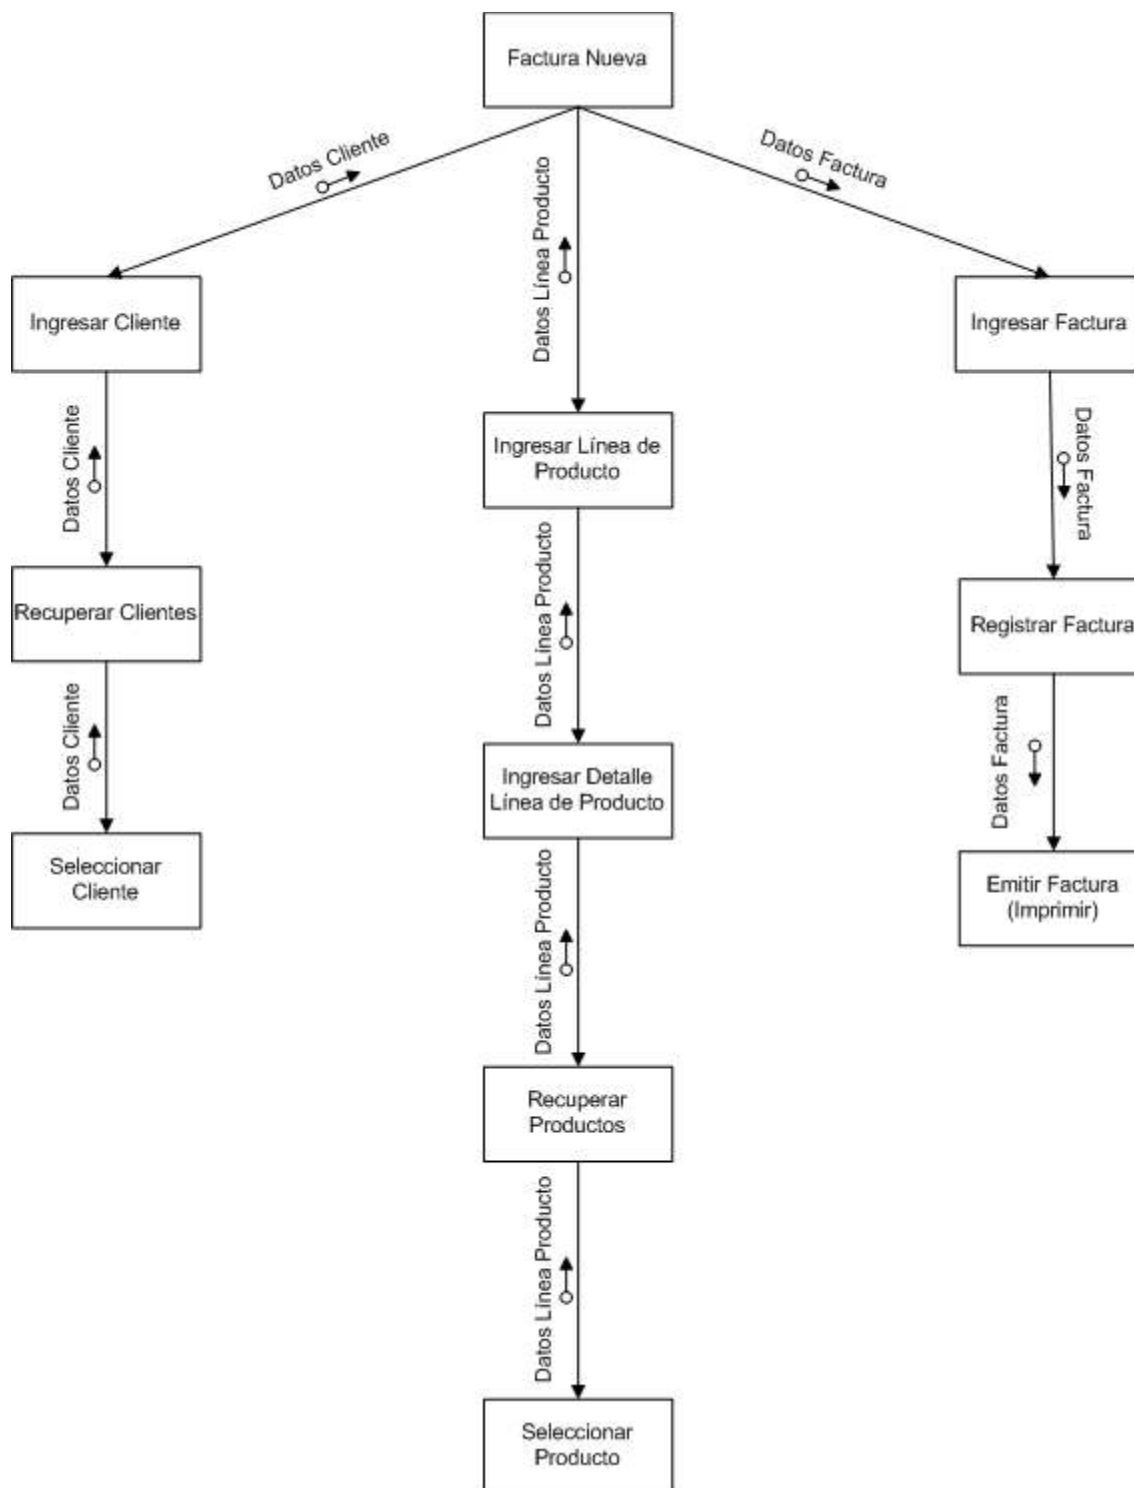 Factura Nueva
Datos Cliente
Datos Línea Producto
Datos Factura
Ingresar Cliente
Ingresar Factura
Datos Cliente
Ingresar Línea de
Producto
Datos Factura
Recuperar Clientes
Datos Línea Producto
Registrar Factura
Datos Cliente
Datos Factura
Ingresar Detalle
Línea de Producto
Seleccionar
Cliente
Emitir Factura
(Imprimir)
Datos Línea Producto
Recuperar
Productos
Datos Línea Producto
Seleccionar
Producto